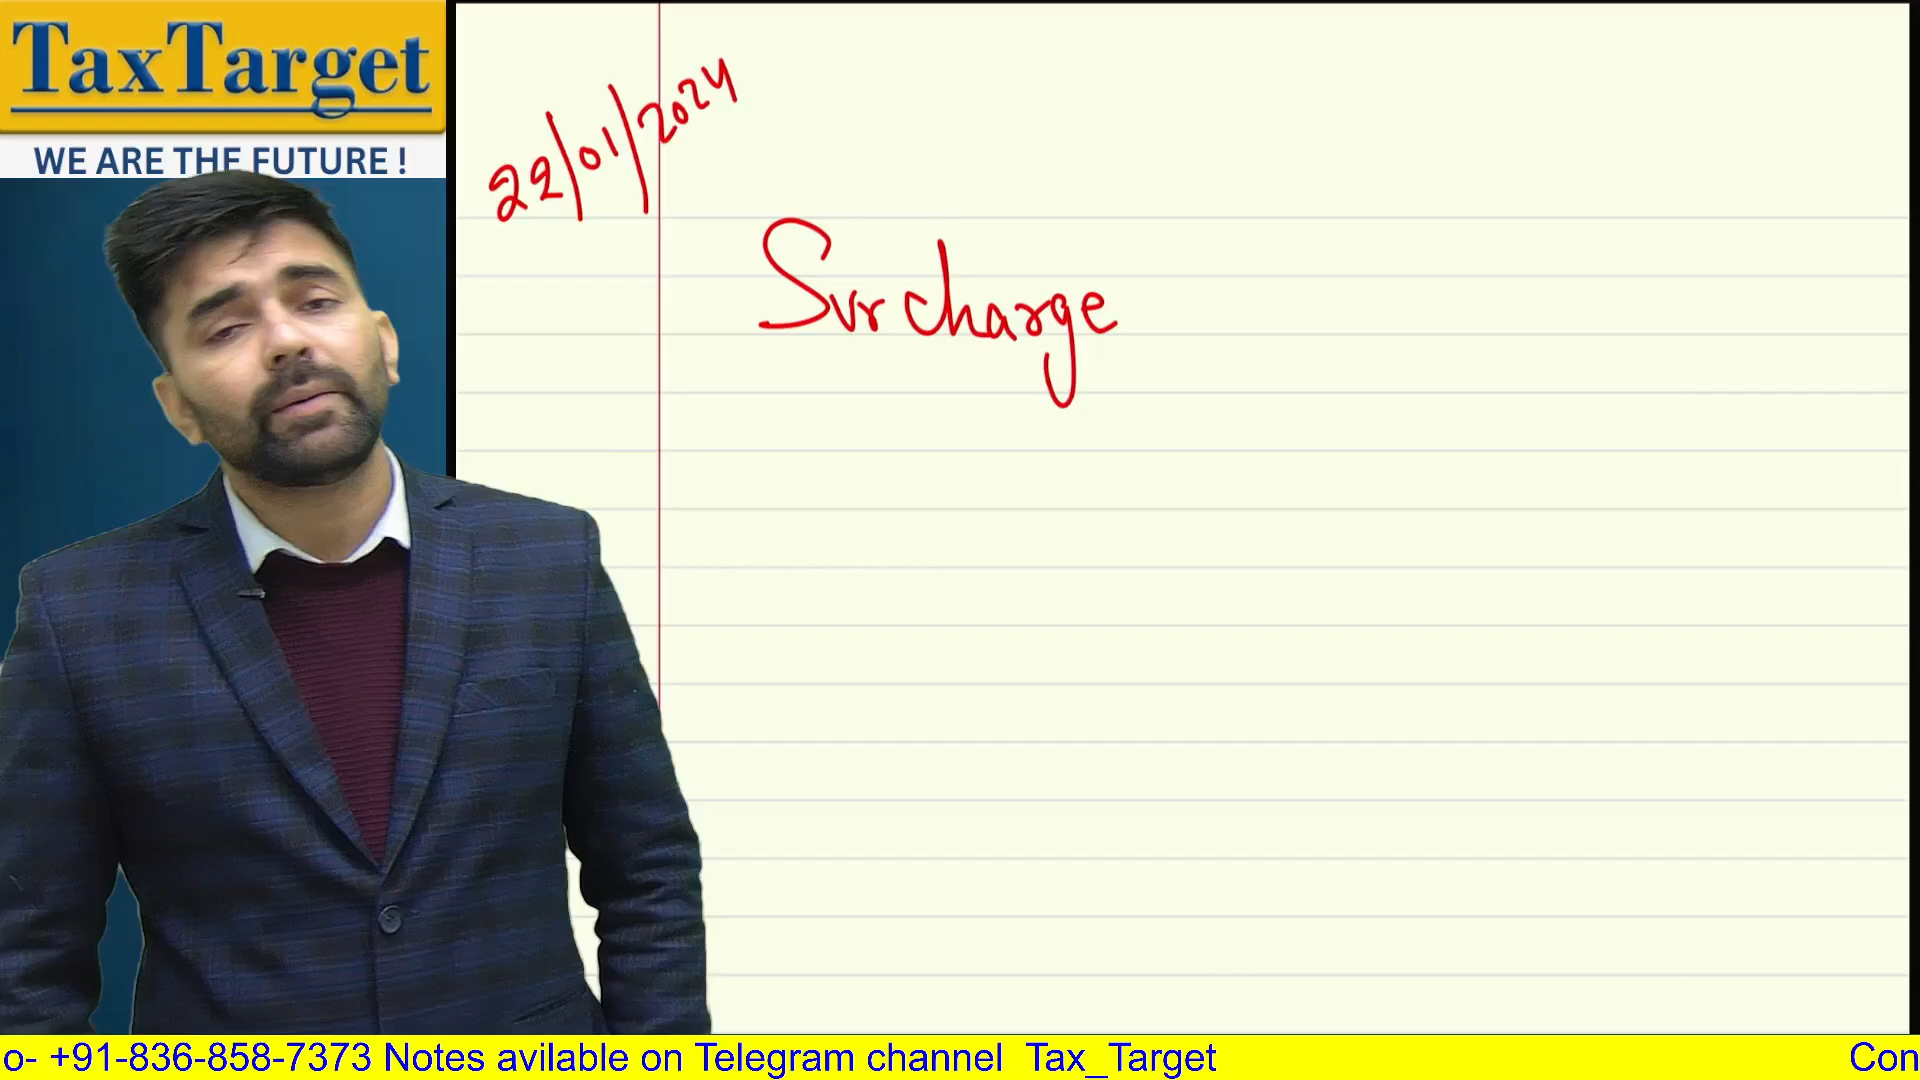 TaxTarget
WE ARE THE FUTURE !
22/01/2024
Surcharge
o- +91-836-858-7373 Notes avilable on Telegram channel Tax_Target
Con